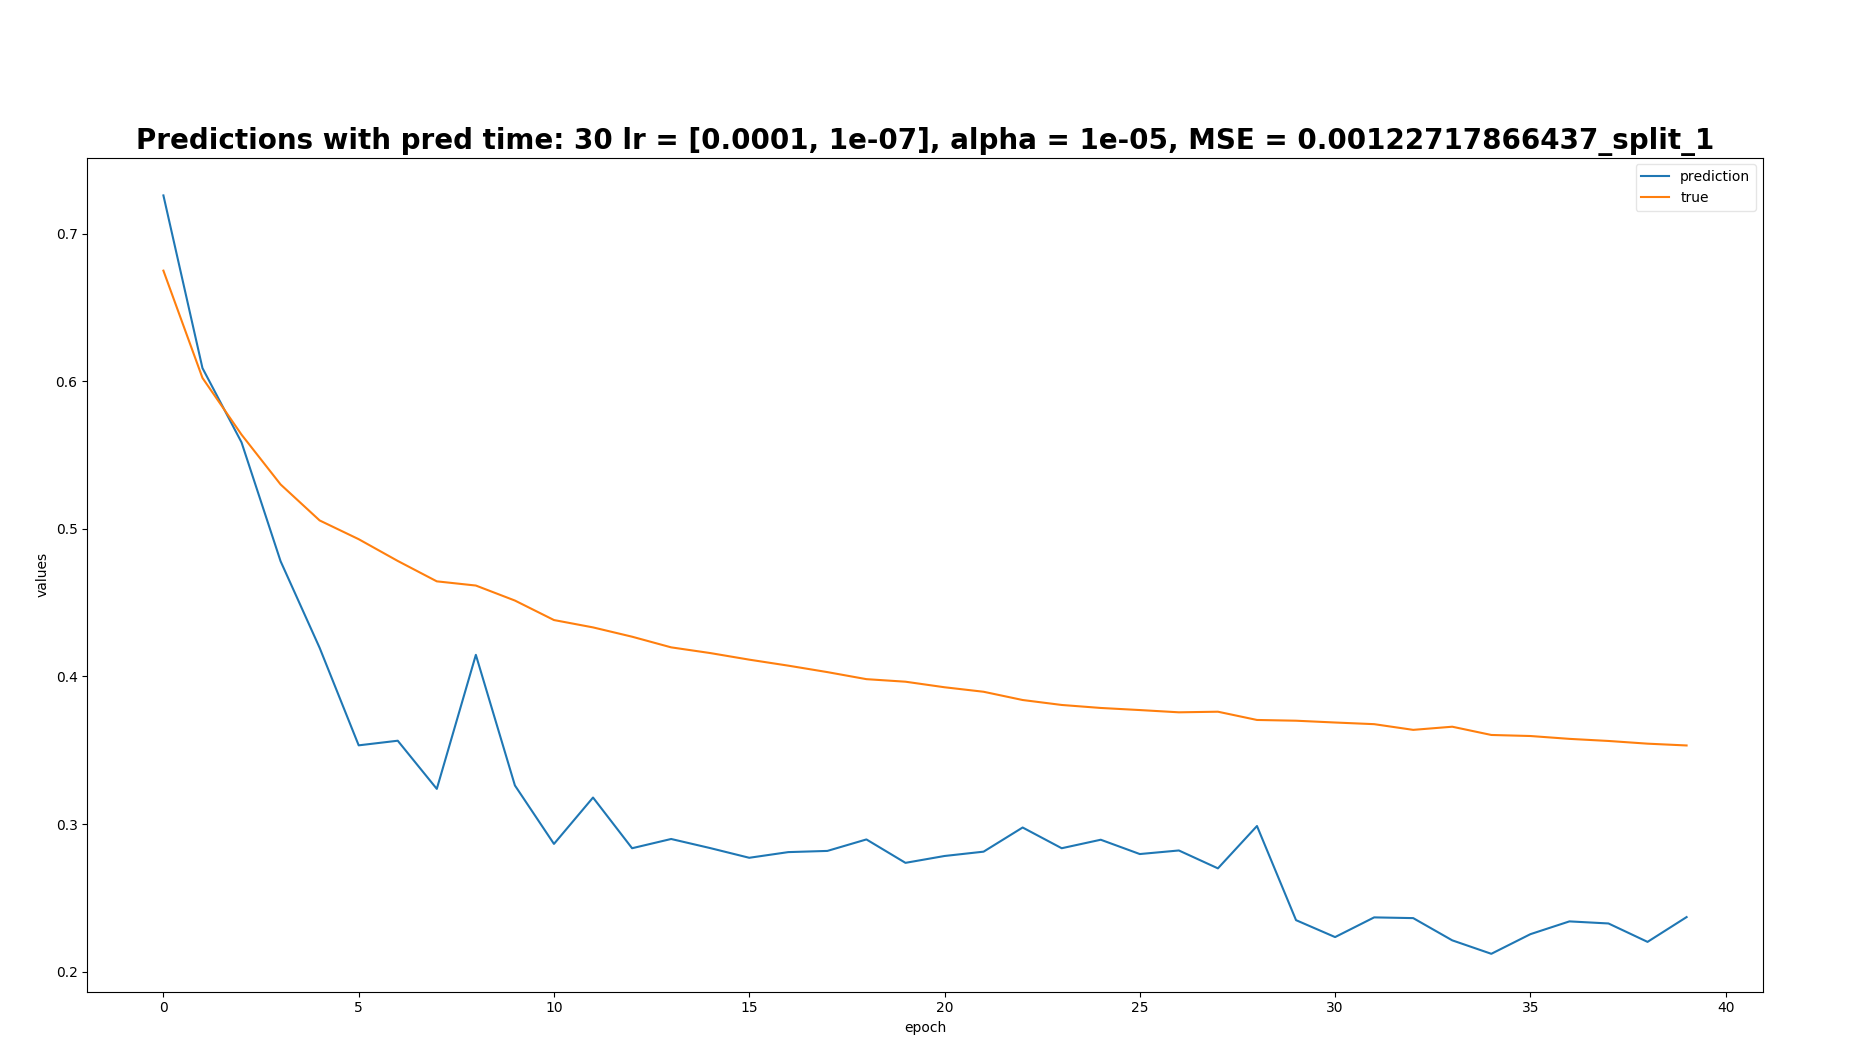 Predictions with pred time: 30 lr = [0.0001, 1e-07], alpha = 1e-05, MSE = 0.00122717866437_split_1
prediction
true
values
0.7
0.6
0.5
0.4
0.3
0.2
0 5 10 15 20 25 30 35 40
epoch